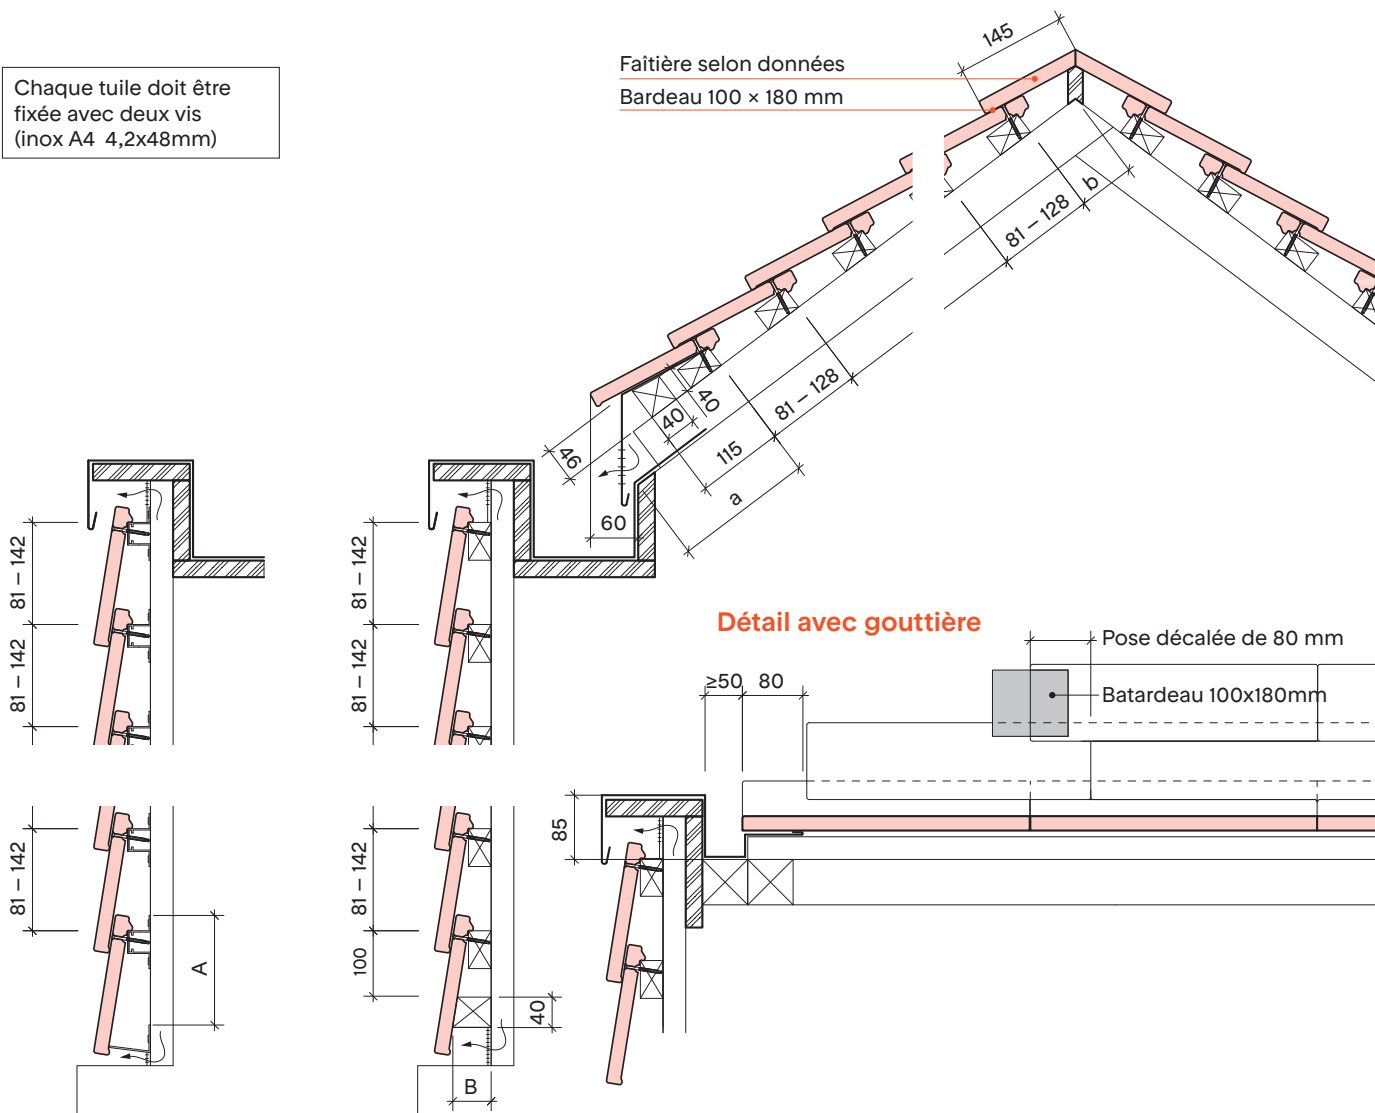 Chaque tuile doit être
fixée avec deux vis
(inox A4 4,2x48mm)
Faîtière selon données
Bardeau 100 × 180 mm
145
b
81 – 128
81 – 128
40
40
46
115
a
60
81 – 142
81 – 142
81 – 142
A
81 – 142
81 – 142
81 – 142
100
40
B
Détail avec gouttière
Pose décalée de 80 mm
≥50 80
Batardeau 100x180mm
85